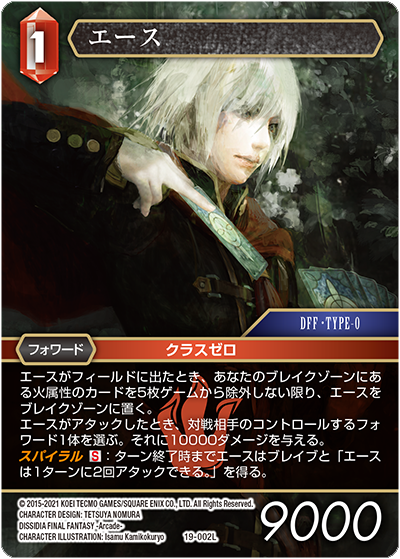 1
エース
DFF・TYPE-0
フォワード
クラスゼロ
エースがフィールドに出たとき、あなたのブレイクゾーンにあ
る火属性のカードを5枚ゲームから除外しない限り、エースを
ブレイクゾーンに置く。
エースがアタックしたとき、対戦相手のコントロールするフォ
ワード1体を選ぶ。それに10000ダメージを与える。
スパイラル S：ターン終了時までエースはブレイブと「エース
は1ターンに2回アタックできる。」を得る。
© 2015-2021 KOEI TECMO GAMES/SQUARE ENIX CO., LTD. All Rights Reserved.
CHARACTER DESIGN: TETSUYA NOMURA
DISSIDIA FINAL FANTASY -Arcade-
CHARACTER ILLUSTRATION: Isamu Kamikokuryo
19-002L
9000